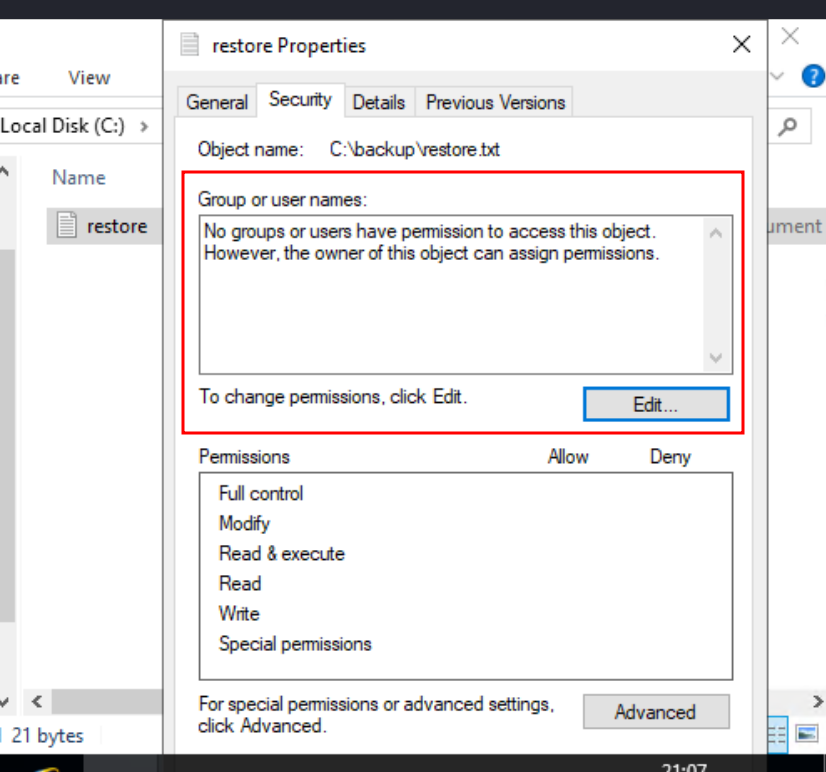 restore Properties
re View
General Security Details Previous Versions
Local Disk (C:)
Object name: C:\backup\restore.txt
Name
Group or user names:
restore
No groups or users have permission to access this object.
However, the owner of this object can assign permissions.
ument
To change permissions, click Edit.
Edit...
Permissions Allow Deny
Full control
Modify
Read & execute
Read
Write
Special permissions
For special permissions or advanced settings,
click Advanced.
Advanced
21 bytes
21:07